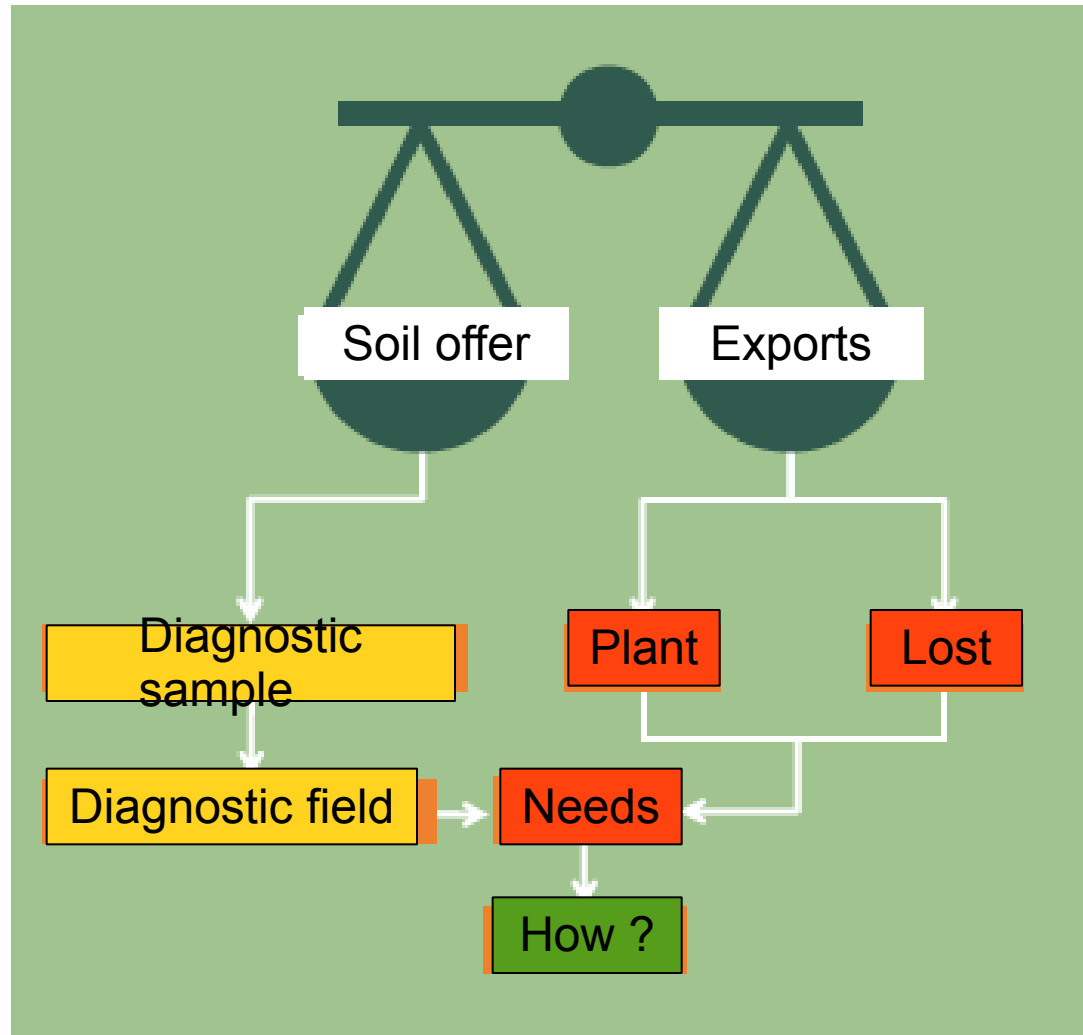 Soil offer
Exports
Diagnostic
sample
Plant
Lost
Diagnostic field
Needs
How ?